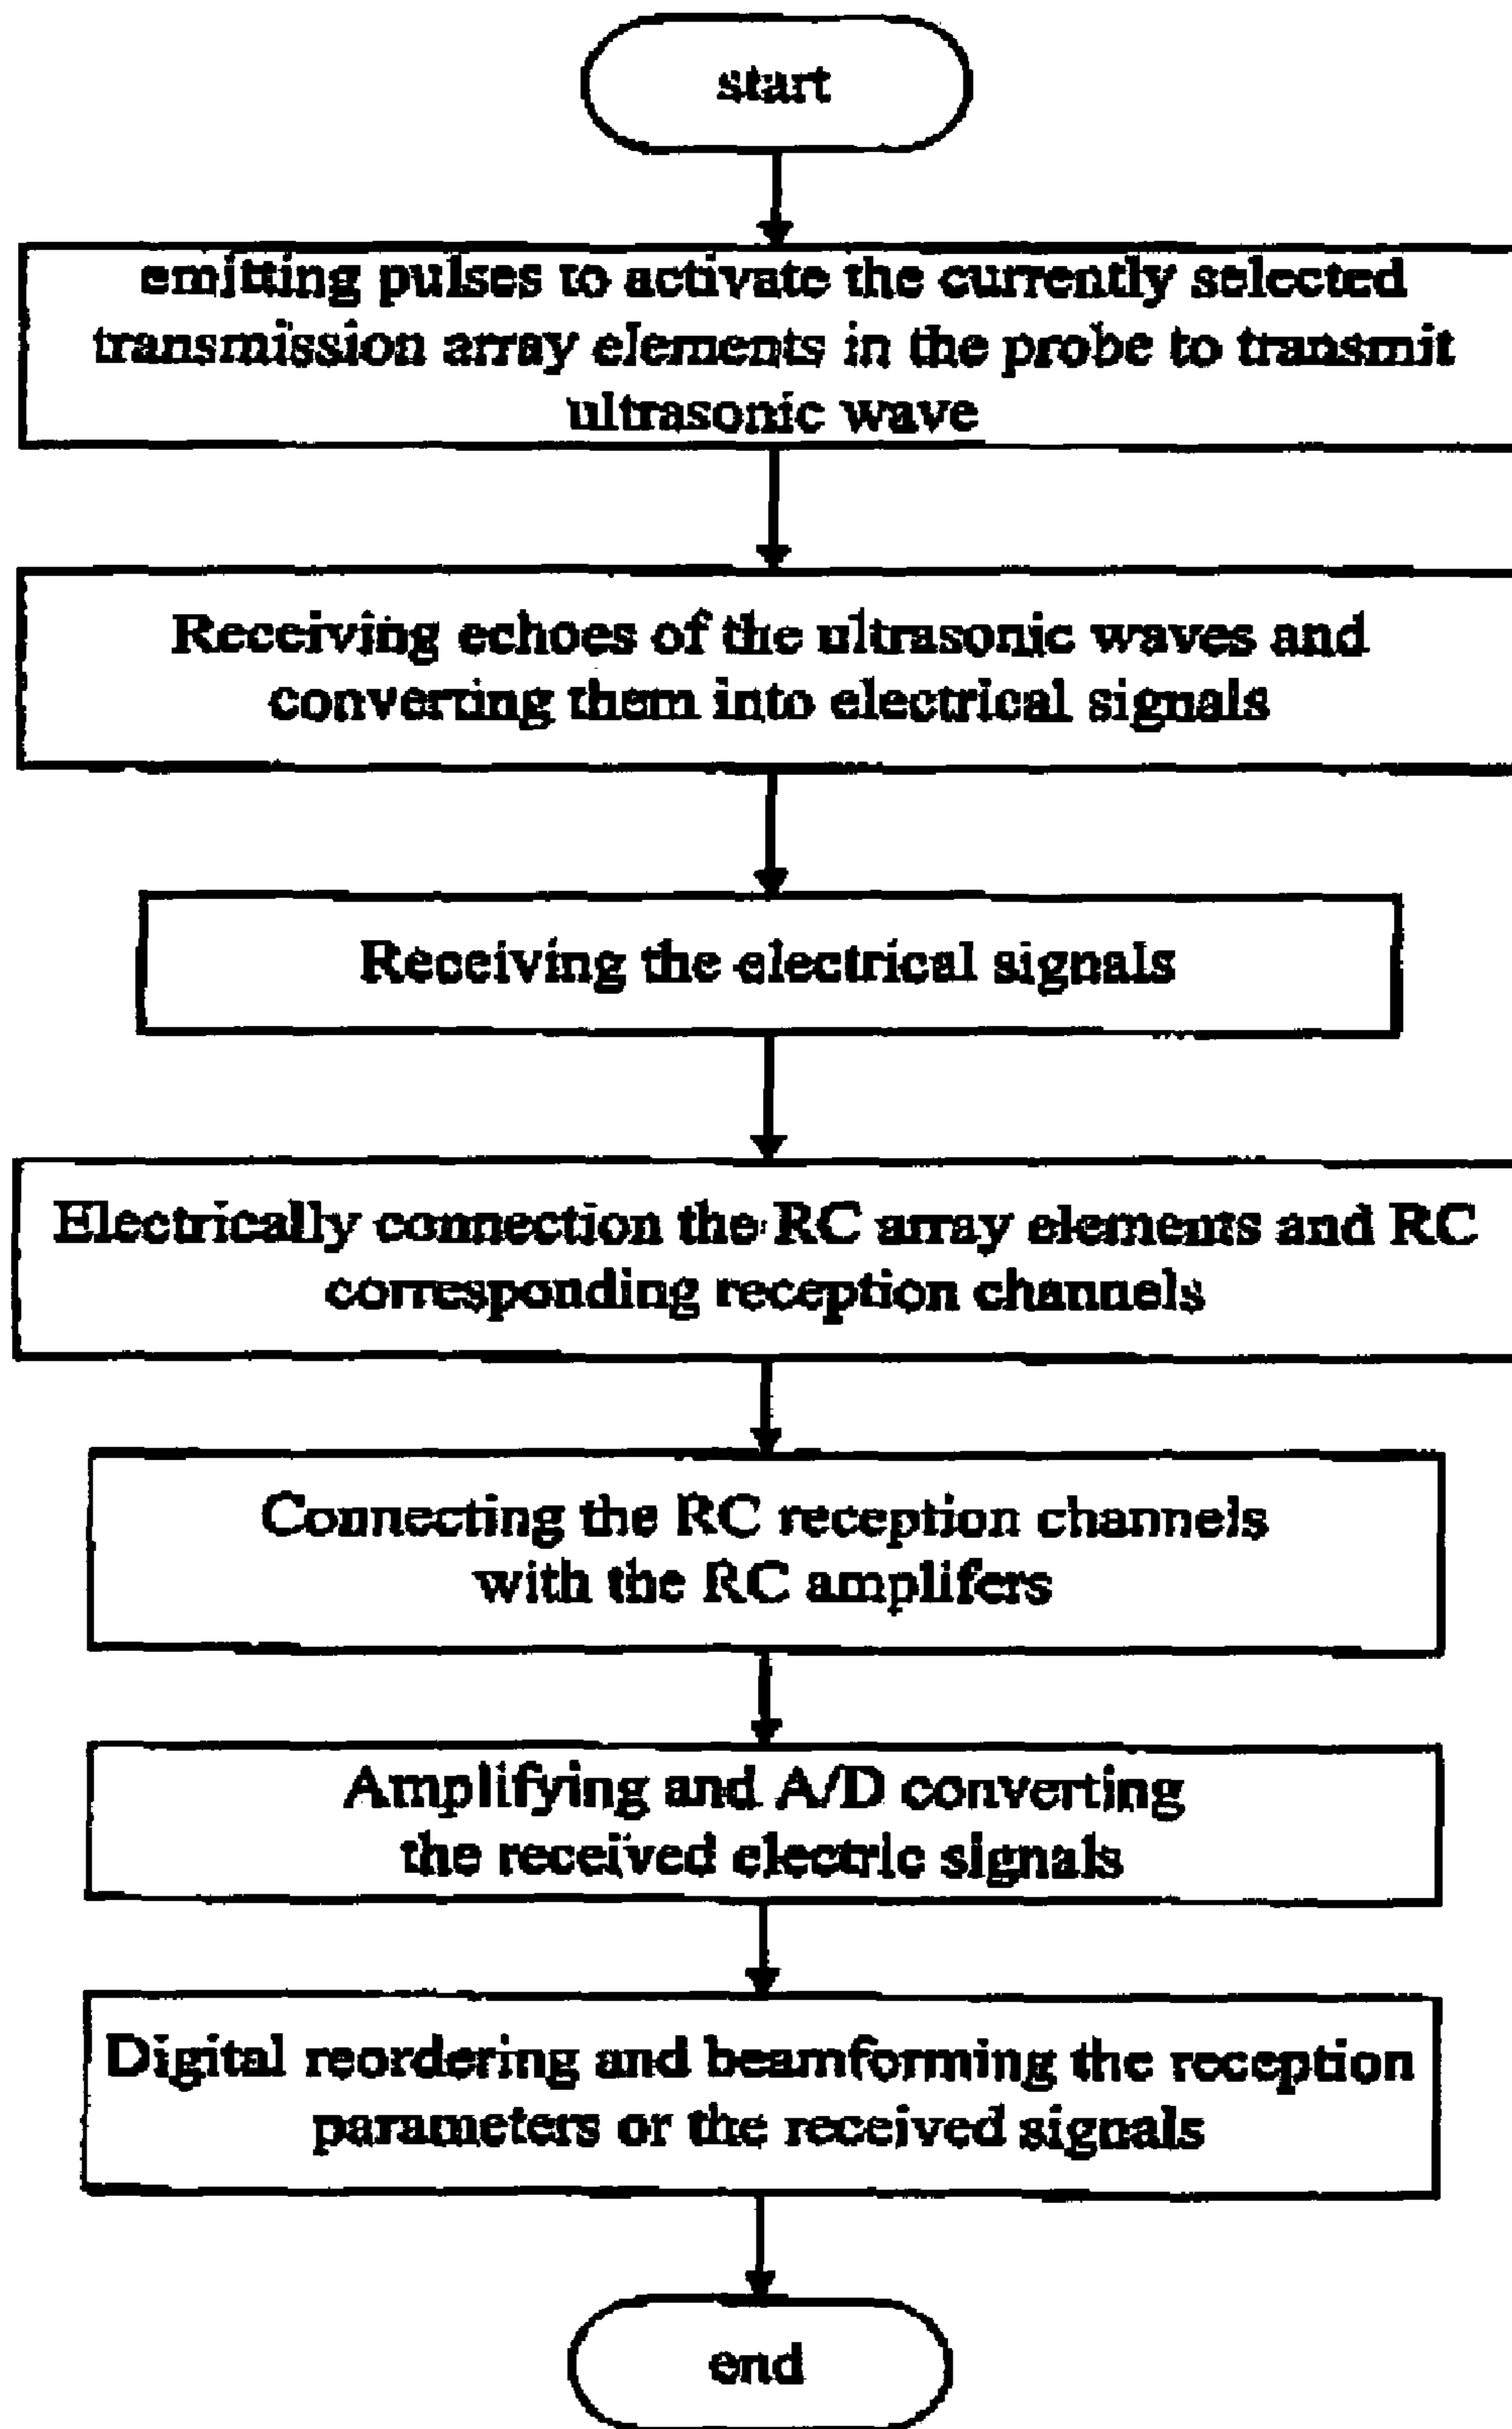 start
emitting pulses to activate the currently selected
transmission array elements in the probe to transmit
ultrasonic wave
Receiving echoes of the ultrasonic waves and
converting them into electrical signals
Receiving the electrical signals
Electrically connection the RC array elements and RC
corresponding reception channels
Connecting the RC reception channels
with the RC amplifers
Amplifying and A/D converting
the received electric signals
Digital reordering and beamforming the reception
parameters or the received signals
end